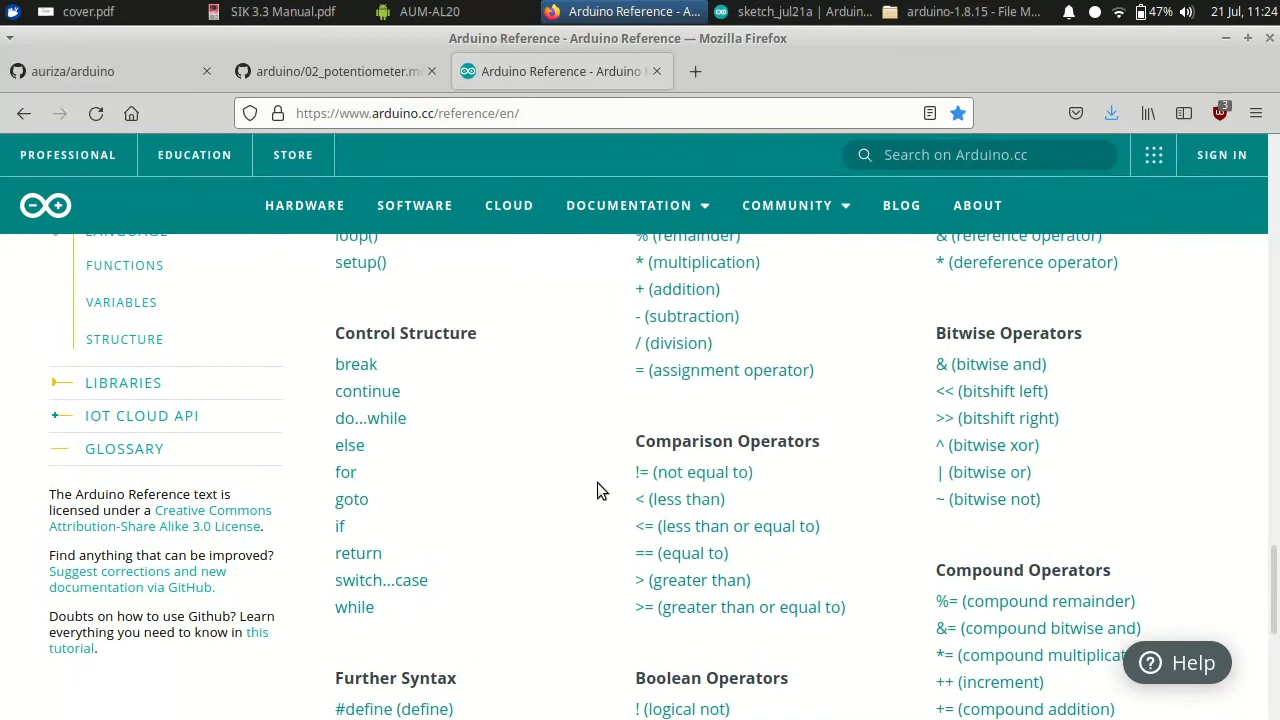 cover.pdf
SIK 3.3 Manual.pdf
AUM-AL20
Arduino Reference - A...
sketch_jul21a | Arduin...
arduino-1.8.15 - File M...
47%
21 Jul, 11:24
Arduino Reference - Arduino Reference — Mozilla Firefox
auriza/arduino
arduino/02_potentiometer.m
Arduino Reference - Arduino
https://www.arduino.cc/reference/en/
3
PROFESSIONAL
EDUCATION
STORE
Search on Arduino.cc
SIGN IN
HARDWARE
SOFTWARE
CLOUD
DOCUMENTATION
COMMUNITY
BLOG
ABOUT
LANGUAGE
FUNCTIONS
VARIABLES
STRUCTURE
LIBRARIES
IOT CLOUD API
GLOSSARY
The Arduino Reference text is
licensed under a Creative Commons
Attribution-Share Alike 3.0 License.
Find anything that can be improved?
Suggest corrections and new
documentation via GitHub.
Doubts on how to use Github? Learn
everything you need to know in this
tutorial.
loop()
setup()
Control Structure
break
continue
do...while
else
for
goto
if
return
switch...case
while
Further Syntax
#define (define)
% (remainder)
* (multiplication)
+ (addition)
- (subtraction)
/ (division)
= (assignment operator)
Comparison Operators
!= (not equal to)
< (less than)
<= (less than or equal to)
== (equal to)
> (greater than)
>= (greater than or equal to)
Boolean Operators
! (logical not)
& (reference operator)
* (dereference operator)
Bitwise Operators
& (bitwise and)
<< (bitshift left)
>> (bitshift right)
^ (bitwise xor)
| (bitwise or)
~ (bitwise not)
Compound Operators
%= (compound remainder)
&= (compound bitwise and)
*= (compound multiplicat
++ (increment)
+= (compound addition)
Help